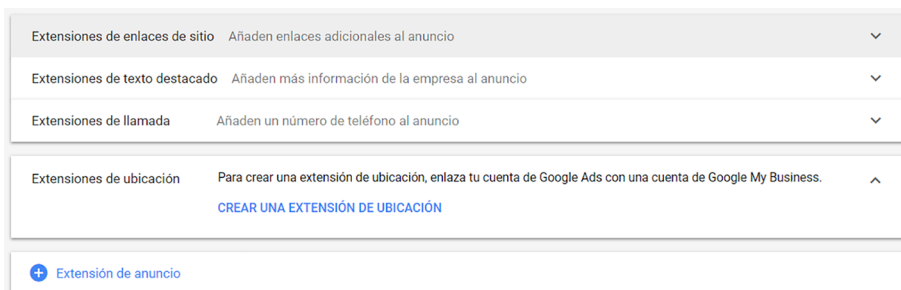 Extensiones de enlaces de sitio Añaden enlaces adicionales al anuncio
Extensiones de texto destacado Añaden más información de la empresa al anuncio
Extensiones de llamada Añaden un número de teléfono al anuncio
Extensiones de ubicación Para crear una extensión de ubicación, enlaza tu cuenta de Google Ads con una cuenta de Google My Business.
CREAR UNA EXTENSIÓN DE UBICACIÓN
Extensión de anuncio